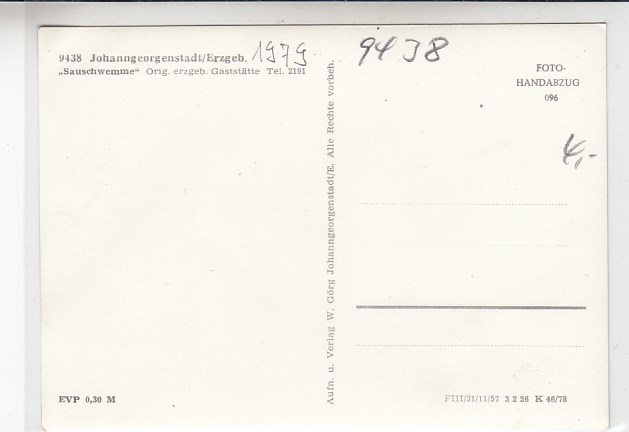 9438 Johanngeorgenstadt/Erzgeb. 1979
„Sauschwemme“ Orig. erzgeb. Gaststätte Tel. 2191
EVP 0,30 M
Aufn. u. Verlag W. Görg Johanngeorgenstadt/E. Alle Rechte vorbeh.
9438
FOTO-
HANDABZUG
096
4,-
FIII/31/11/57 3 2 26 K 46/78